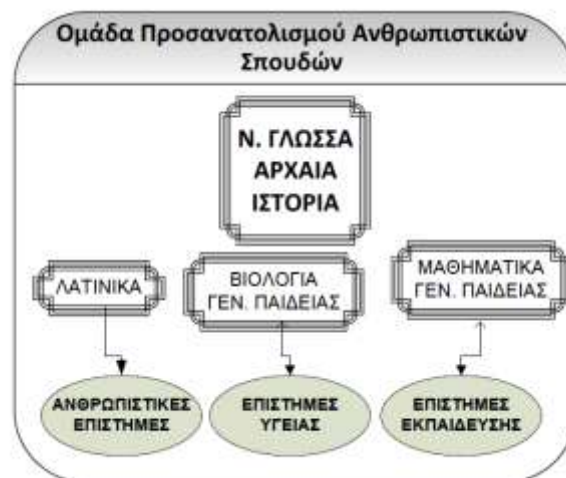 Ομάδα Προσανατολισμού Ανθρωπιστικών
Σπουδών
Ν. ΓΛΩΣΣΑ
ΑΡΧΑΙΑ
ΙΣΤΟΡΙΑ
ΛΑΤΙΝΙΚΑ
ΒΙΟΛΟΓΙΑ
ΓΕΝ. ΠΑΙΔΕΙΑΣ
ΜΑΘΗΜΑΤΙΚΑ
ΓΕΝ. ΠΑΙΔΕΙΑΣ
ΑΝΘΡΩΠΙΣΤΙΚΕΣ
ΕΠΙΣΤΗΜΕΣ
ΕΠΙΣΤΗΜΕΣ
ΥΓΕΙΑΣ
ΕΠΙΣΤΗΜΕΣ
ΕΚΠΑΙΔΕΥΣΗΣ